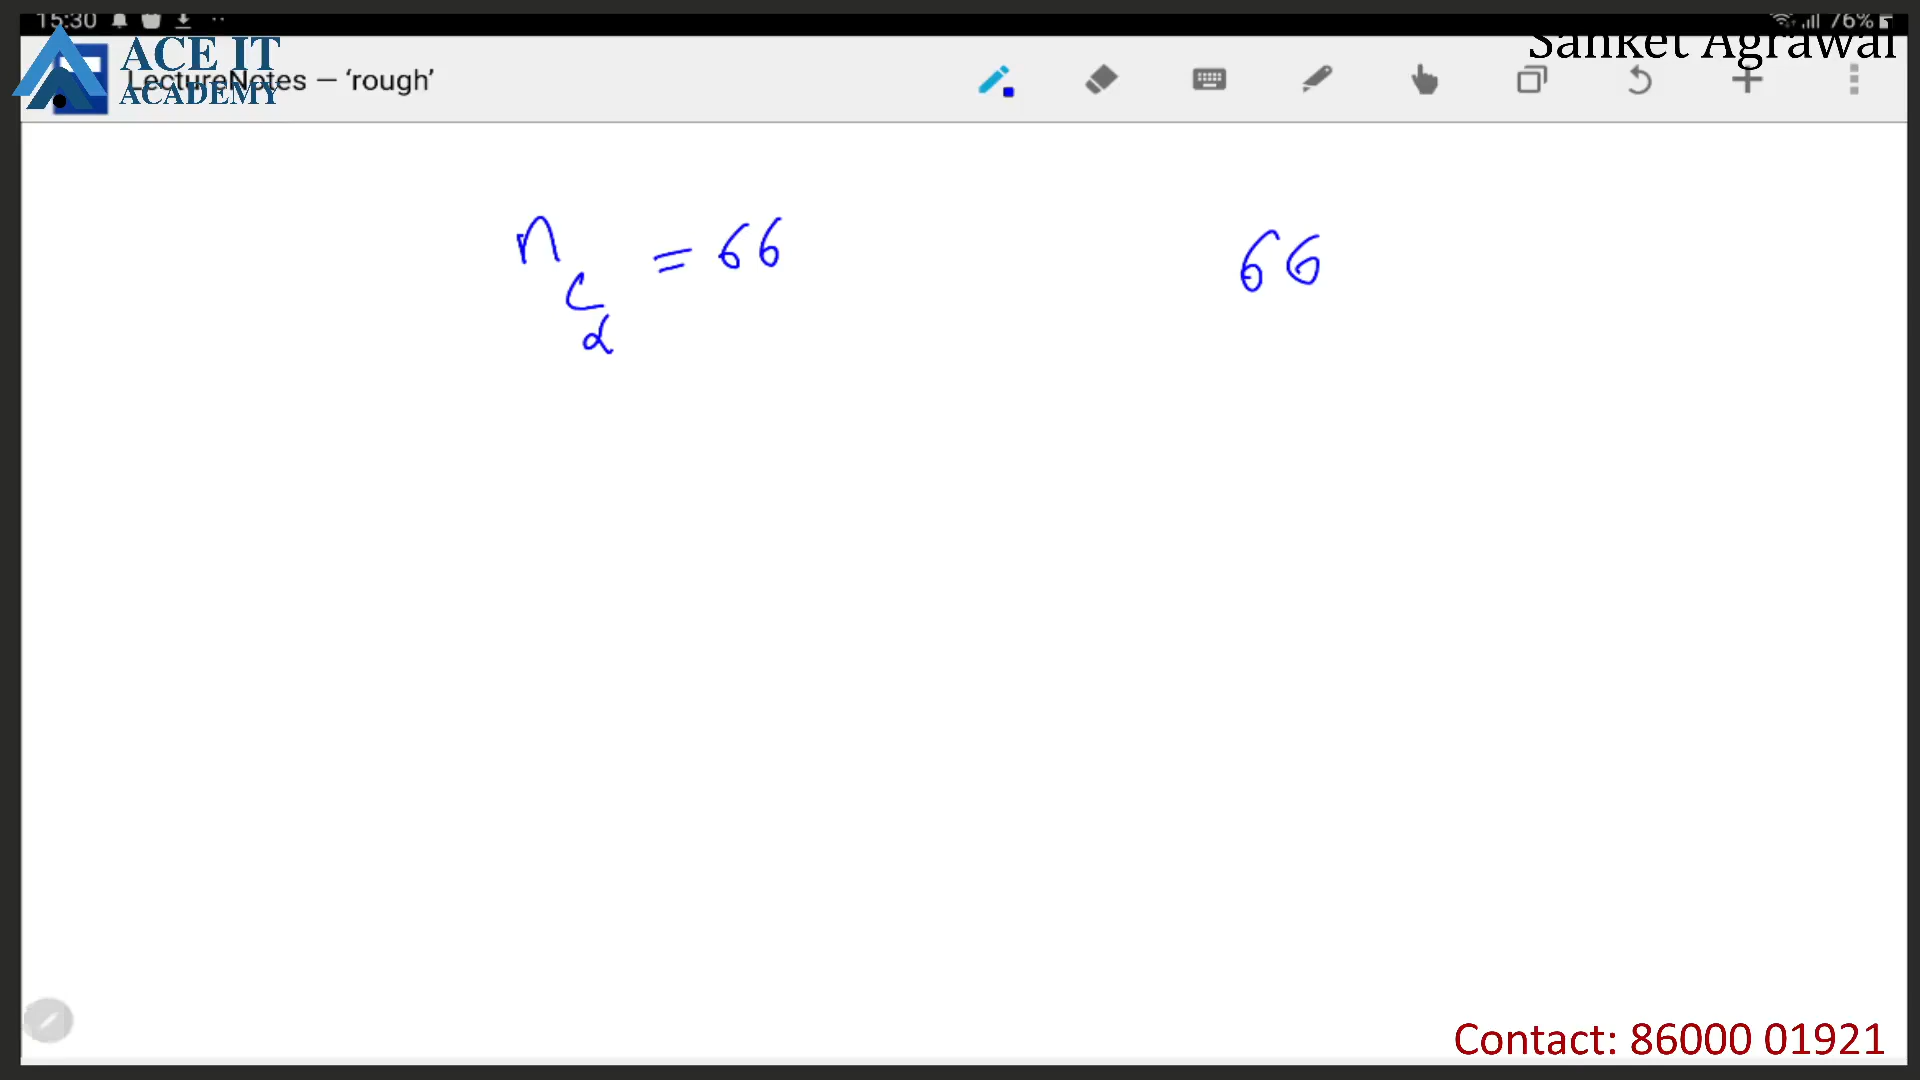 15:30 76%
Sanket Agrawal
ACE IT
ACADEMY
LectureNotes — ‘rough’
n
C
2
= 66
66
Contact: 86000 01921